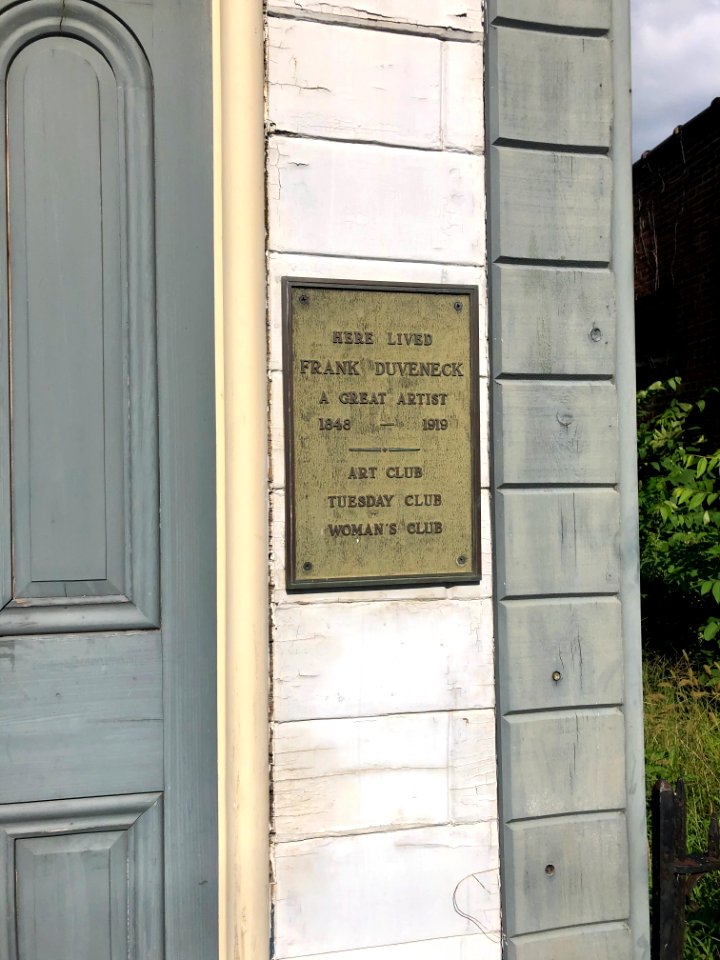 HERE LIVED
FRANK DUVENECK
A GREAT ARTIST
1848 — 1919
ART CLUB
TUESDAY CLUB
WOMAN'S CLUB